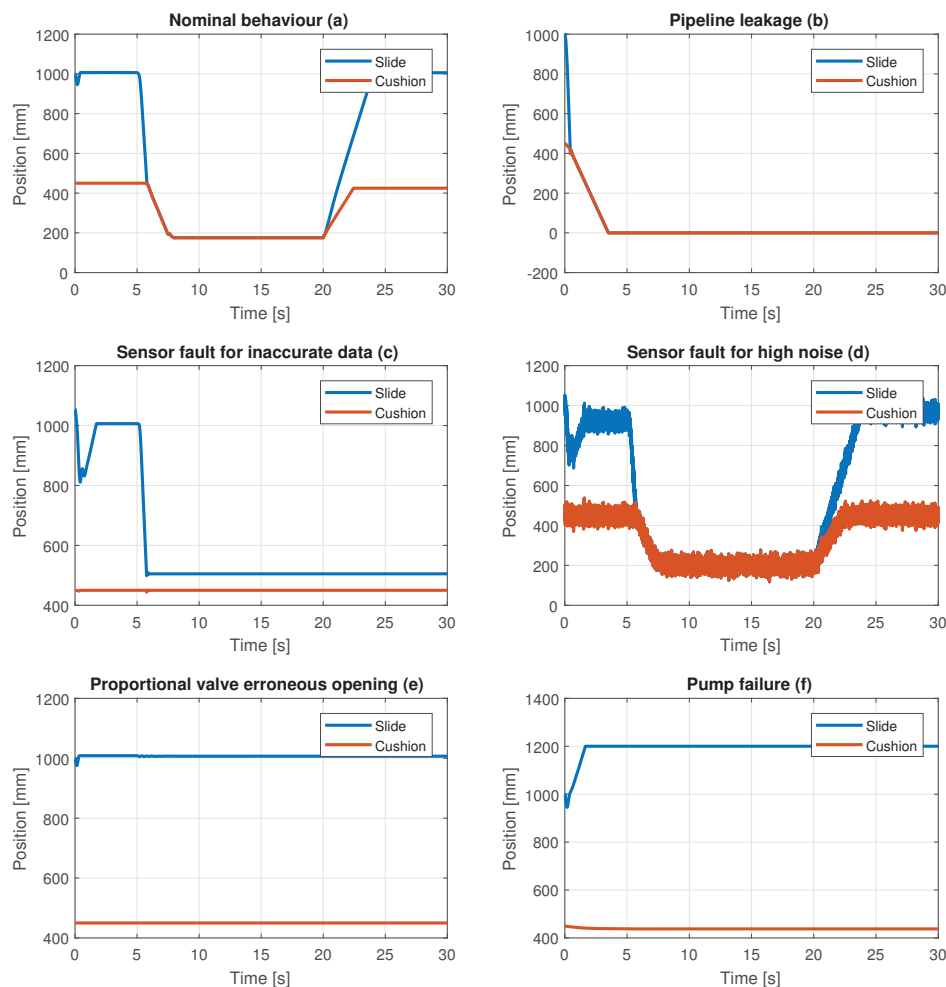 Nominal behaviour (a)
1200
1000
800
600
400
200
0
Position [mm]
Slide
Cushion
0 5 10 15 20 25 30
Time [s]
Pipeline leakage (b)
1000
800
600
400
200
0
-200
Position [mm]
Slide
Cushion
0 5 10 15 20 25 30
Time [s]
Sensor fault for inaccurate data (c)
1200
1000
800
600
400
Position [mm]
Slide
Cushion
0 5 10 15 20 25 30
Time [s]
Sensor fault for high noise (d)
1200
1000
800
600
400
200
0
Position [mm]
Slide
Cushion
0 5 10 15 20 25 30
Time [s]
Proportional valve erroneous opening (e)
1200
1000
800
600
400
Position [mm]
Slide
Cushion
0 5 10 15 20 25 30
Time [s]
Pump failure (f)
1400
1200
1000
800
600
400
Position [mm]
Slide
Cushion
0 5 10 15 20 25 30
Time [s]